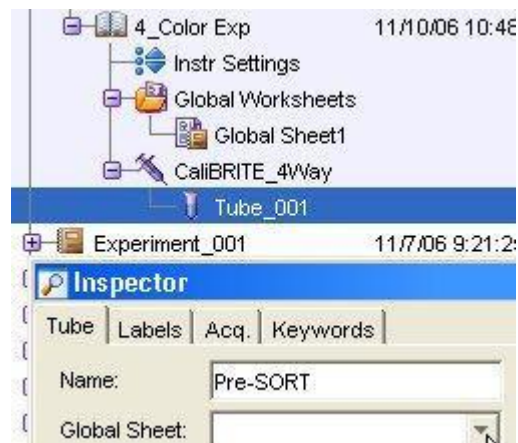 4_Color Exp 11/10/06 10:48
Instr Settings
Global Worksheets
Global Sheet1
CaliBRITE_4Way
Tube_001
Experiment_001 11/7/06 9:21:2
Inspector
Tube Labels Acq. Keywords
Name: Pre-SORT
Global Sheet: